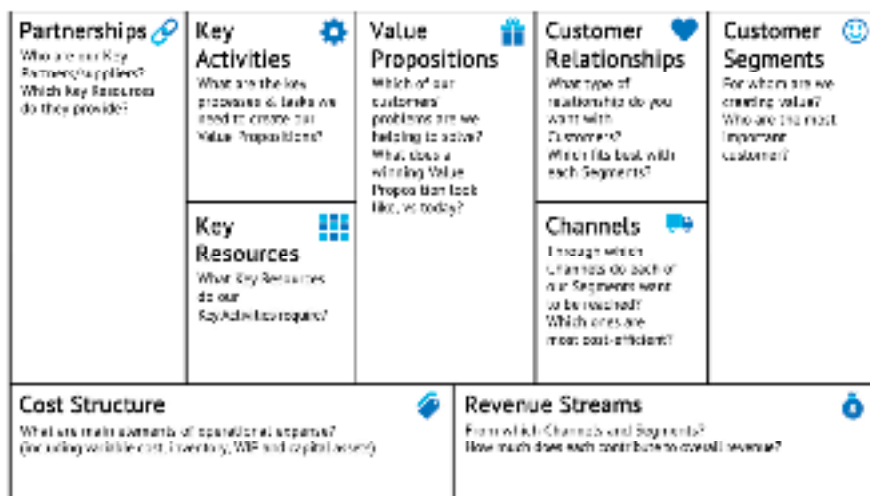 Partnerships
Who are our Key
Partners/suppliers?
Which Key Resources
do they provide?
Key
Activities
What are the key
processes & tasks we
need to create our
Value Propositions?
Key
Resources
What Key Resources
do our
Key Activities require?
Value
Propositions
Which of our
customers'
problems are we
helping to solve?
What does a
winning Value
Proposition look
like, vs today?
Customer
Relationships
What type of
relationship do you
want with
Customers?
Which fits best with
each Segments?
Channels
Through which
Channels do each of
our Segments want
to be reached?
Which ones are
most cost-efficient?
Customer
Segments
For whom are we
creating value?
Who are the most
important
customer?
Cost Structure
What are main elements of operational expense?
(including variable cost, inventory, WIP and capital assets)
Revenue Streams
From which Channels and Segments?
How much does each contribute to overall revenue?